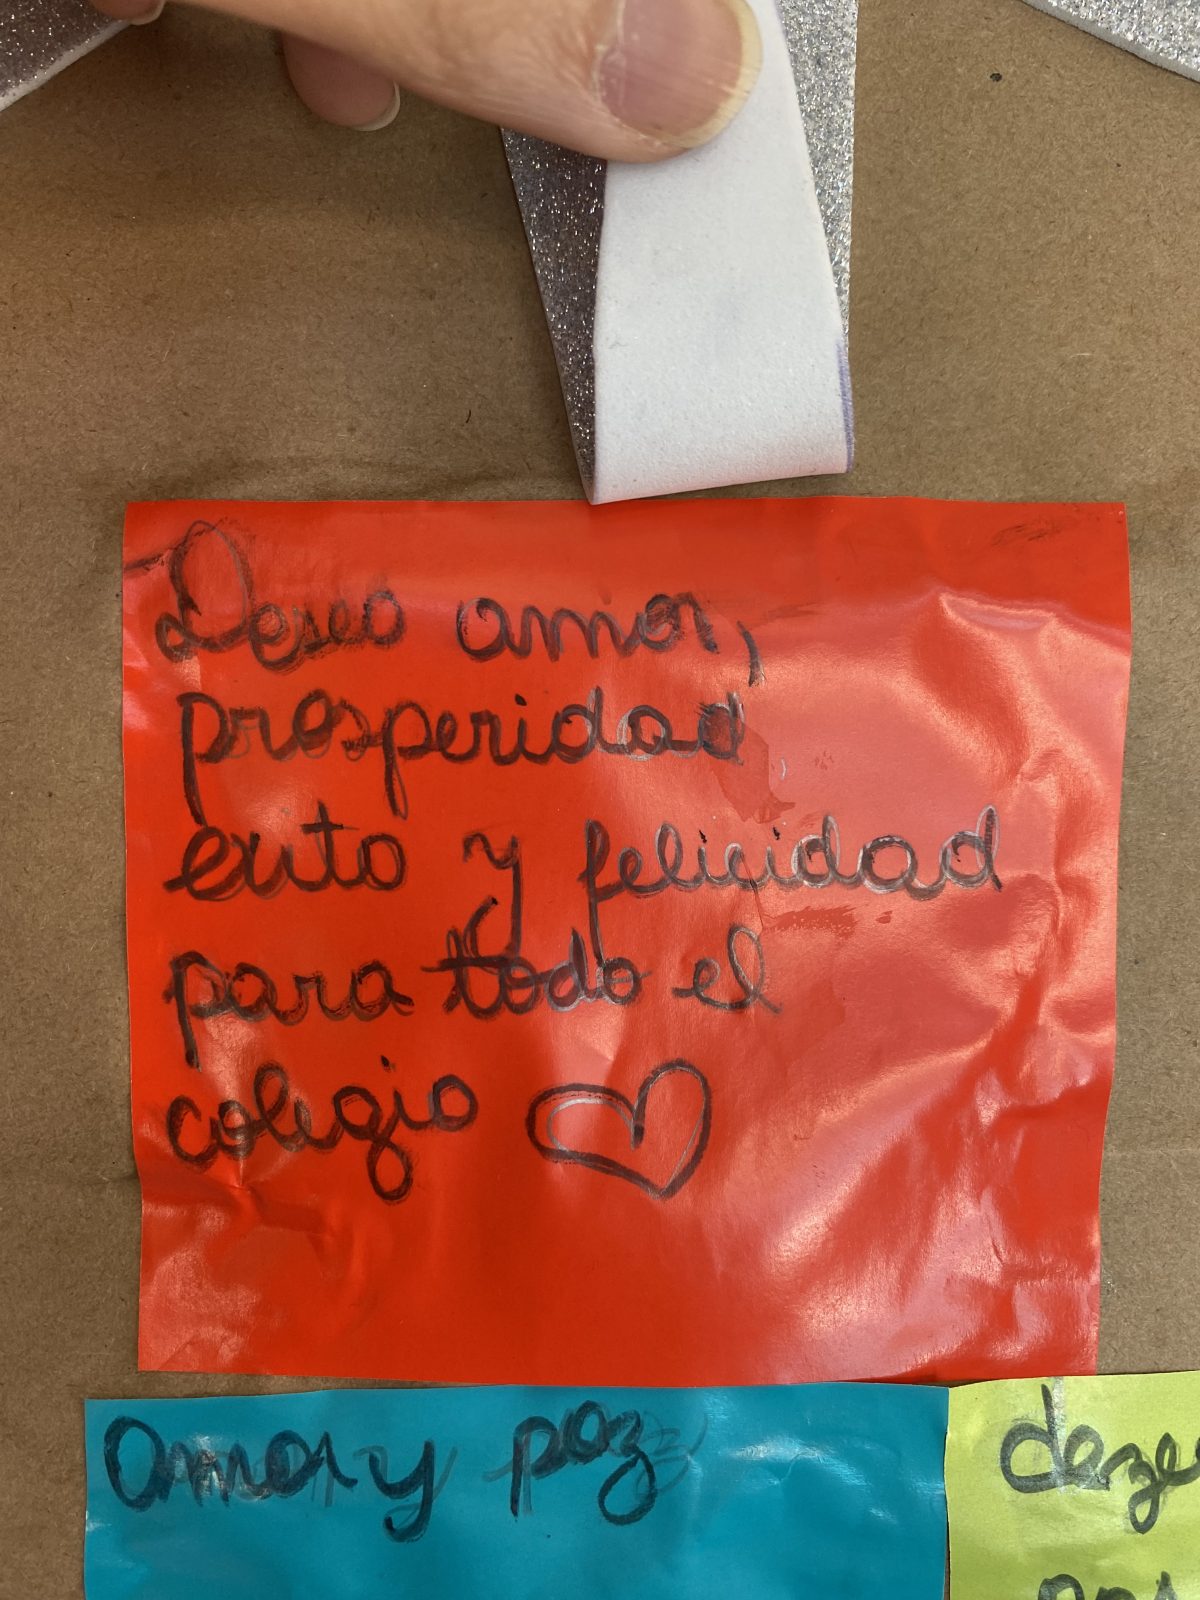 Deseo amor,
prosperidad
exito y felicidad
para todo el
colegio
Amor y paz